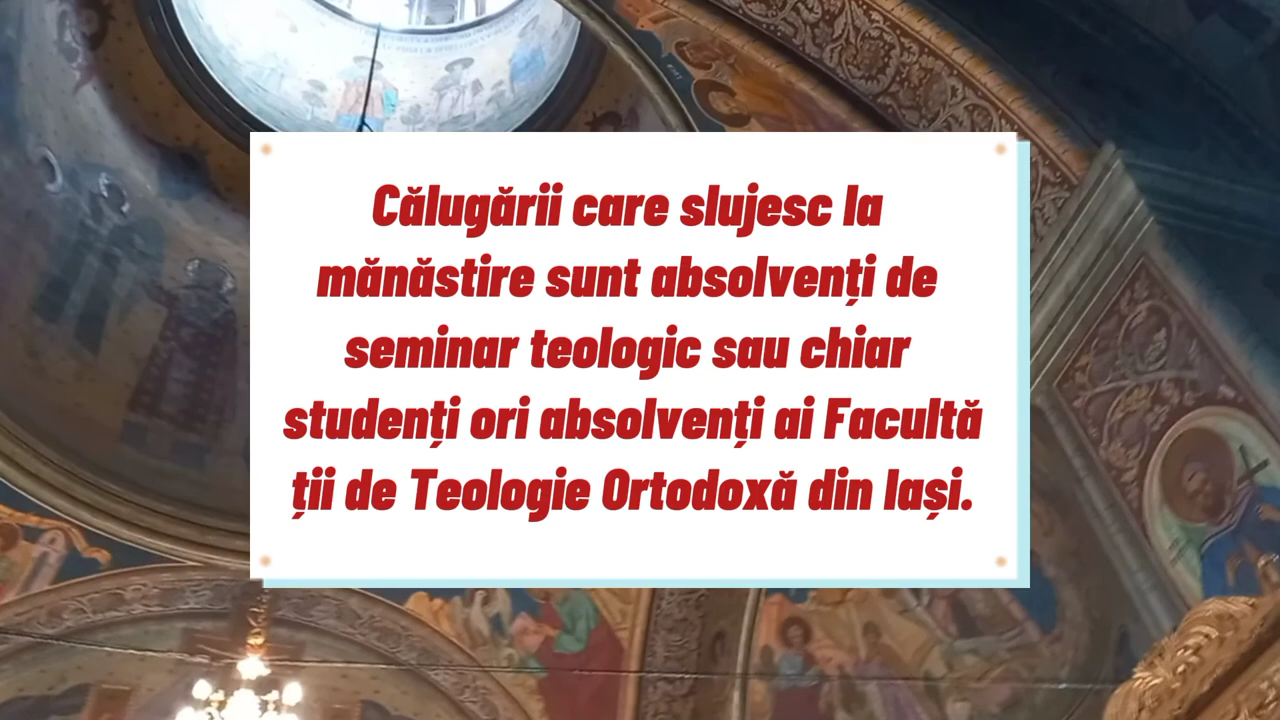 Călugării care slujesc la
mănăstire sunt absolvenți de
seminar teologic sau chiar
studenți ori absolvenți ai Facultă
ții de Teologie Ortodoxă din Iași.